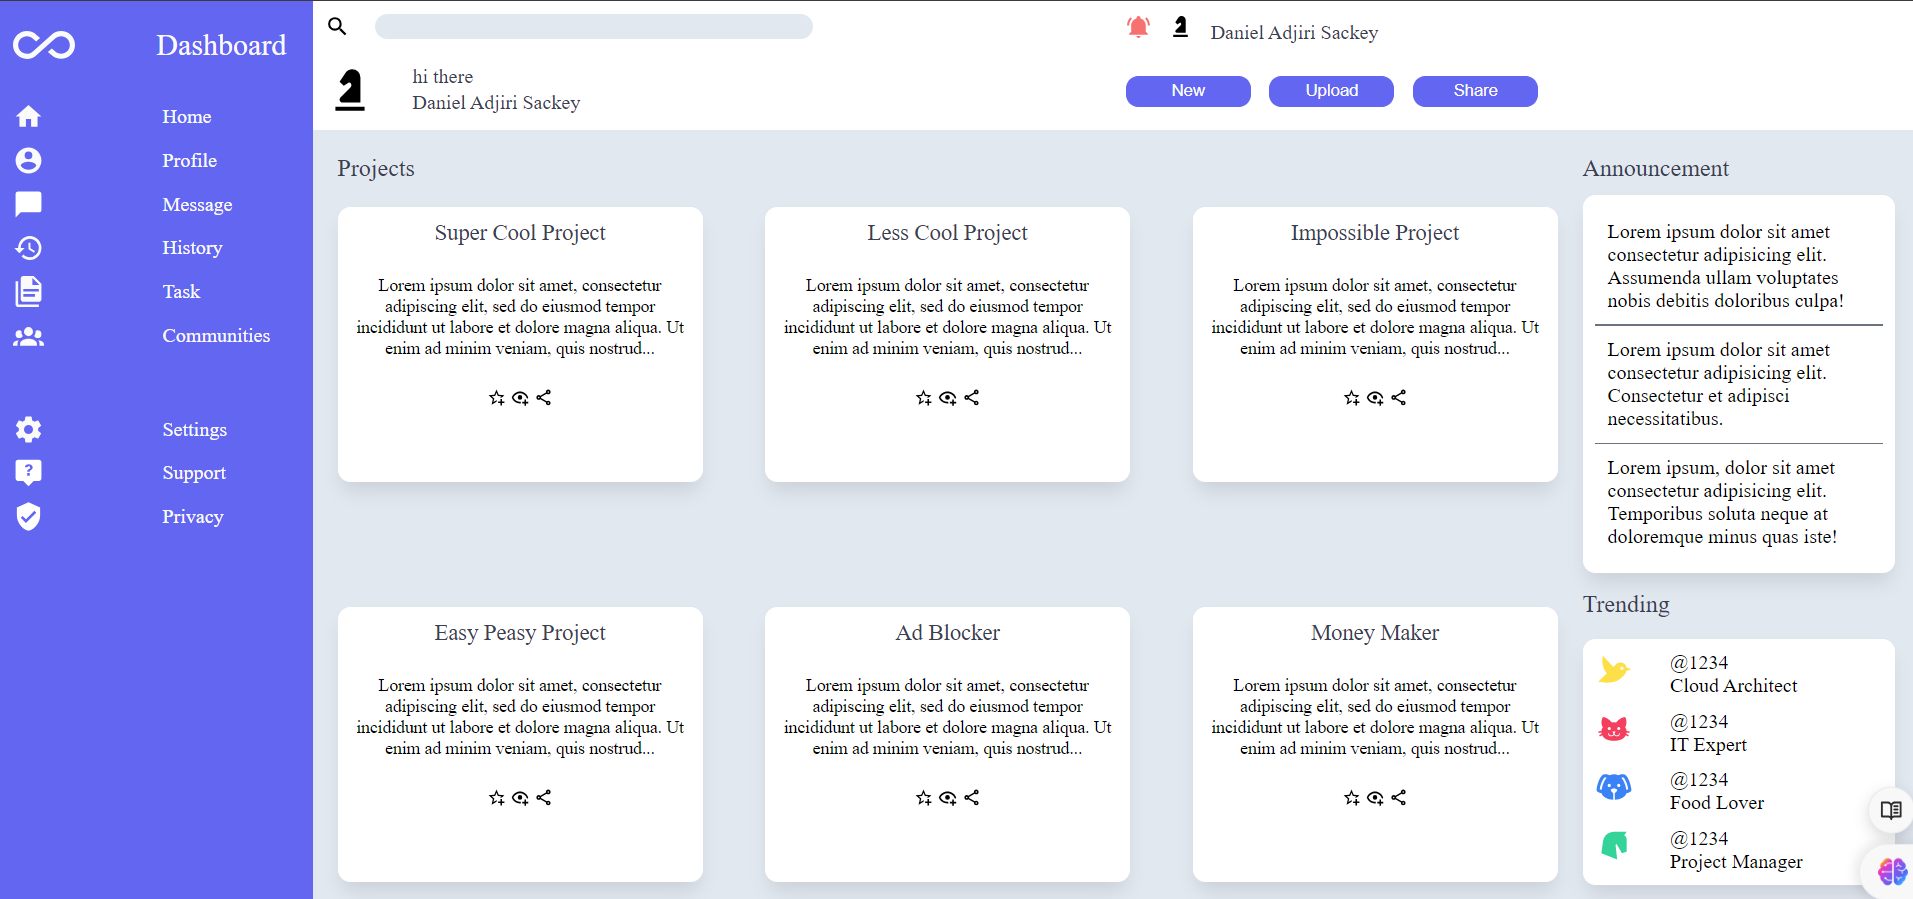 Dashboard
Home
Profile
Message
History
Task
Communities
Settings
Support
Privacy
Daniel Adjiri Sackey
hi there
Daniel Adjiri Sackey
New
Upload
Share
Projects
Super Cool Project
Lorem ipsum dolor sit amet, consectetur
adipiscing elit, sed do eiusmod tempor
incididunt ut labore et dolore magna aliqua. Ut
enim ad minim veniam, quis nostrud...
Less Cool Project
Lorem ipsum dolor sit amet, consectetur
adipiscing elit, sed do eiusmod tempor
incididunt ut labore et dolore magna aliqua. Ut
enim ad minim veniam, quis nostrud...
Impossible Project
Lorem ipsum dolor sit amet, consectetur
adipiscing elit, sed do eiusmod tempor
incididunt ut labore et dolore magna aliqua. Ut
enim ad minim veniam, quis nostrud...
Easy Peasy Project
Lorem ipsum dolor sit amet, consectetur
adipiscing elit, sed do eiusmod tempor
incididunt ut labore et dolore magna aliqua. Ut
enim ad minim veniam, quis nostrud...
Ad Blocker
Lorem ipsum dolor sit amet, consectetur
adipiscing elit, sed do eiusmod tempor
incididunt ut labore et dolore magna aliqua. Ut
enim ad minim veniam, quis nostrud...
Money Maker
Lorem ipsum dolor sit amet, consectetur
adipiscing elit, sed do eiusmod tempor
incididunt ut labore et dolore magna aliqua. Ut
enim ad minim veniam, quis nostrud...
Announcement
Lorem ipsum dolor sit amet
consectetur adipisicing elit.
Assumenda ullam voluptates
nobis debitis doloribus culpa!
Lorem ipsum dolor sit amet
consectetur adipisicing elit.
Consectetur et adipisci
necessitatibus.
Lorem ipsum, dolor sit amet
consectetur adipisicing elit.
Temporibus soluta neque at
doloremque minus quas iste!
Trending
@1234
Cloud Architect
@1234
IT Expert
@1234
Food Lover
@1234
Project Manager